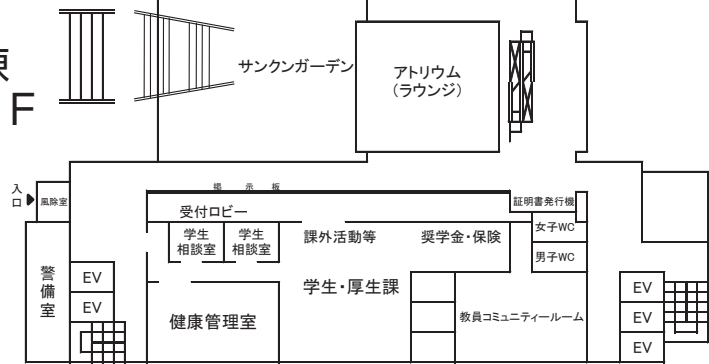 棟
F
サンクンガーデン
アトリウム
(ラウンジ)
入口
風除室
掲示板
証明書発行機
受付ロビー
学生
相談室
学生
相談室
課外活動等
奨学金・保険
女子WC
男子WC
警備室
EV
EV
学生・厚生課
健康管理室
教員コミュニティールーム
EV
EV
EV